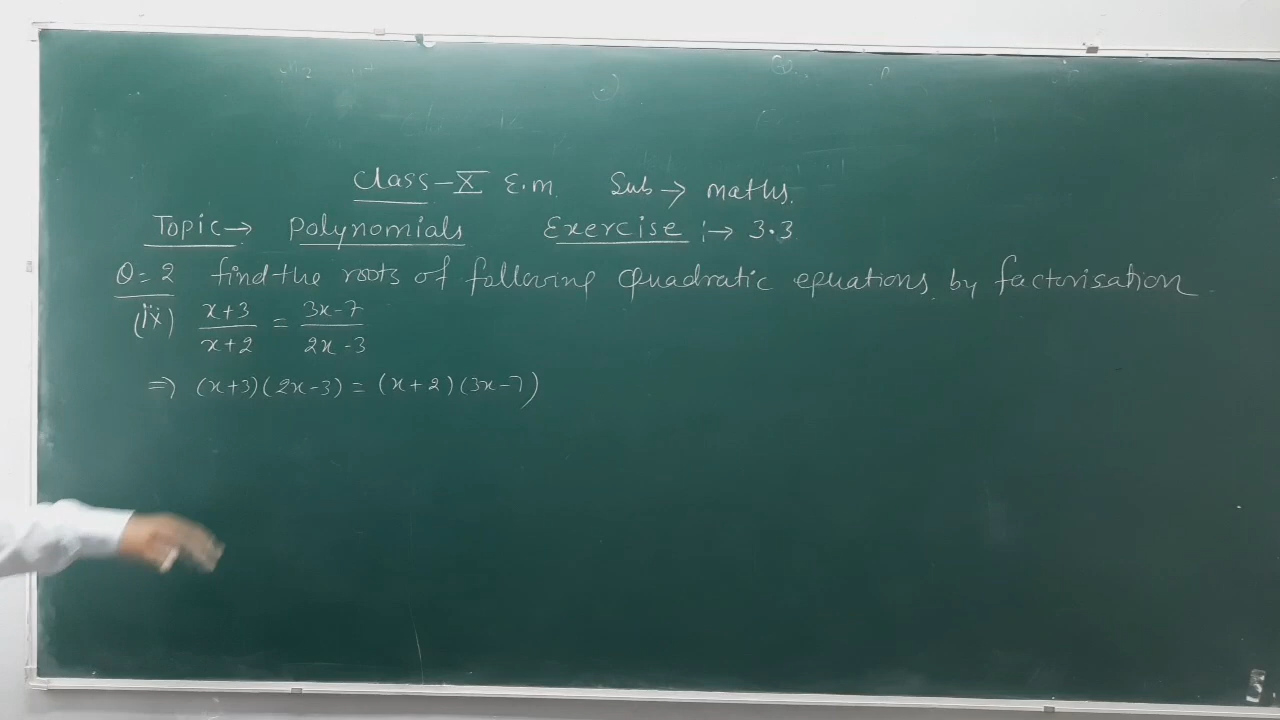 Class-X E.m. Sub → maths.
Topic → Polynomials Exercise :→ 3.3
Q=2 find the roots of following quadratic equations by factorisation
(ix) x+3/x+2 = 3x-7/2x-3
⇒ (x+3)(2x-3) = (x+2)(3x-7)